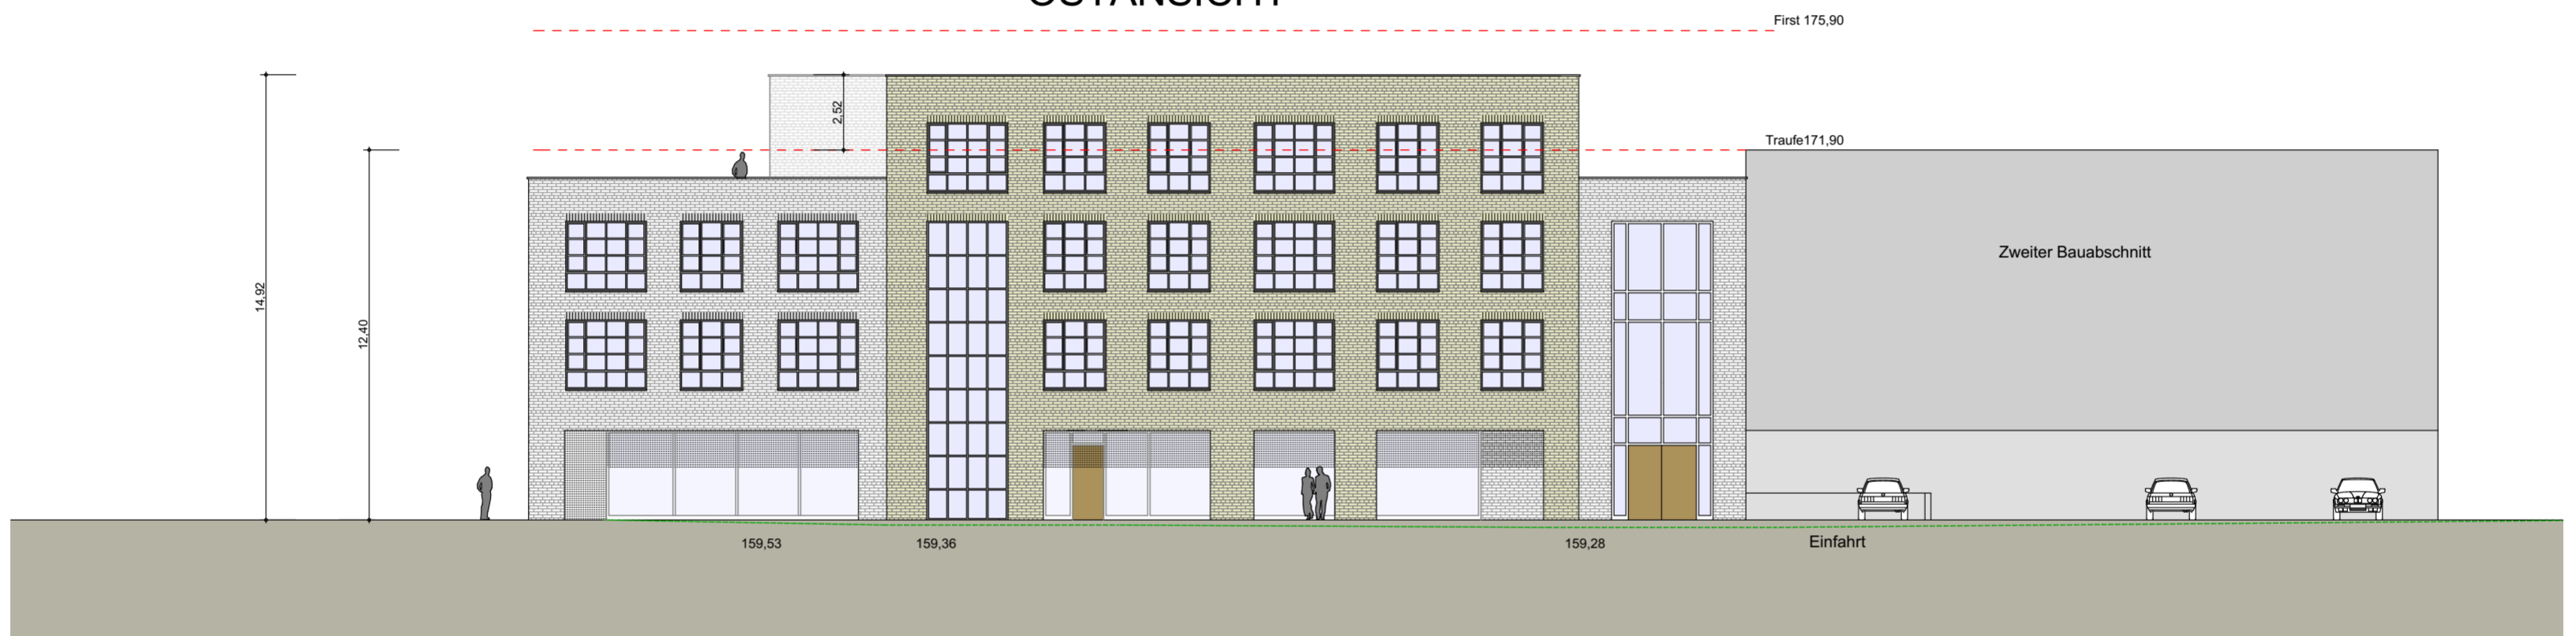 OSTANSICHT
First 175,90
2,52
Traufe171,90
Zweiter Bauabschnitt
14,92
12,40
159,53
159,36
159,28
Einfahrt